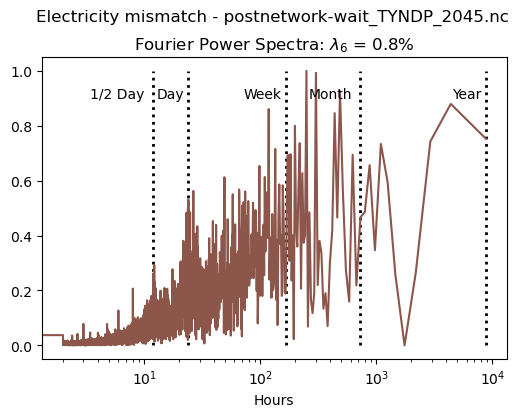 Electricity mismatch - postnetwork-wait_TYNDP_2045.nc
Fourier Power Spectra: λ₆ = 0.8%
1.0
0.8
0.6
0.4
0.2
0.0
1/2 Day
Day
Week
Month
Year
10¹
10²
10³
10⁴
Hours